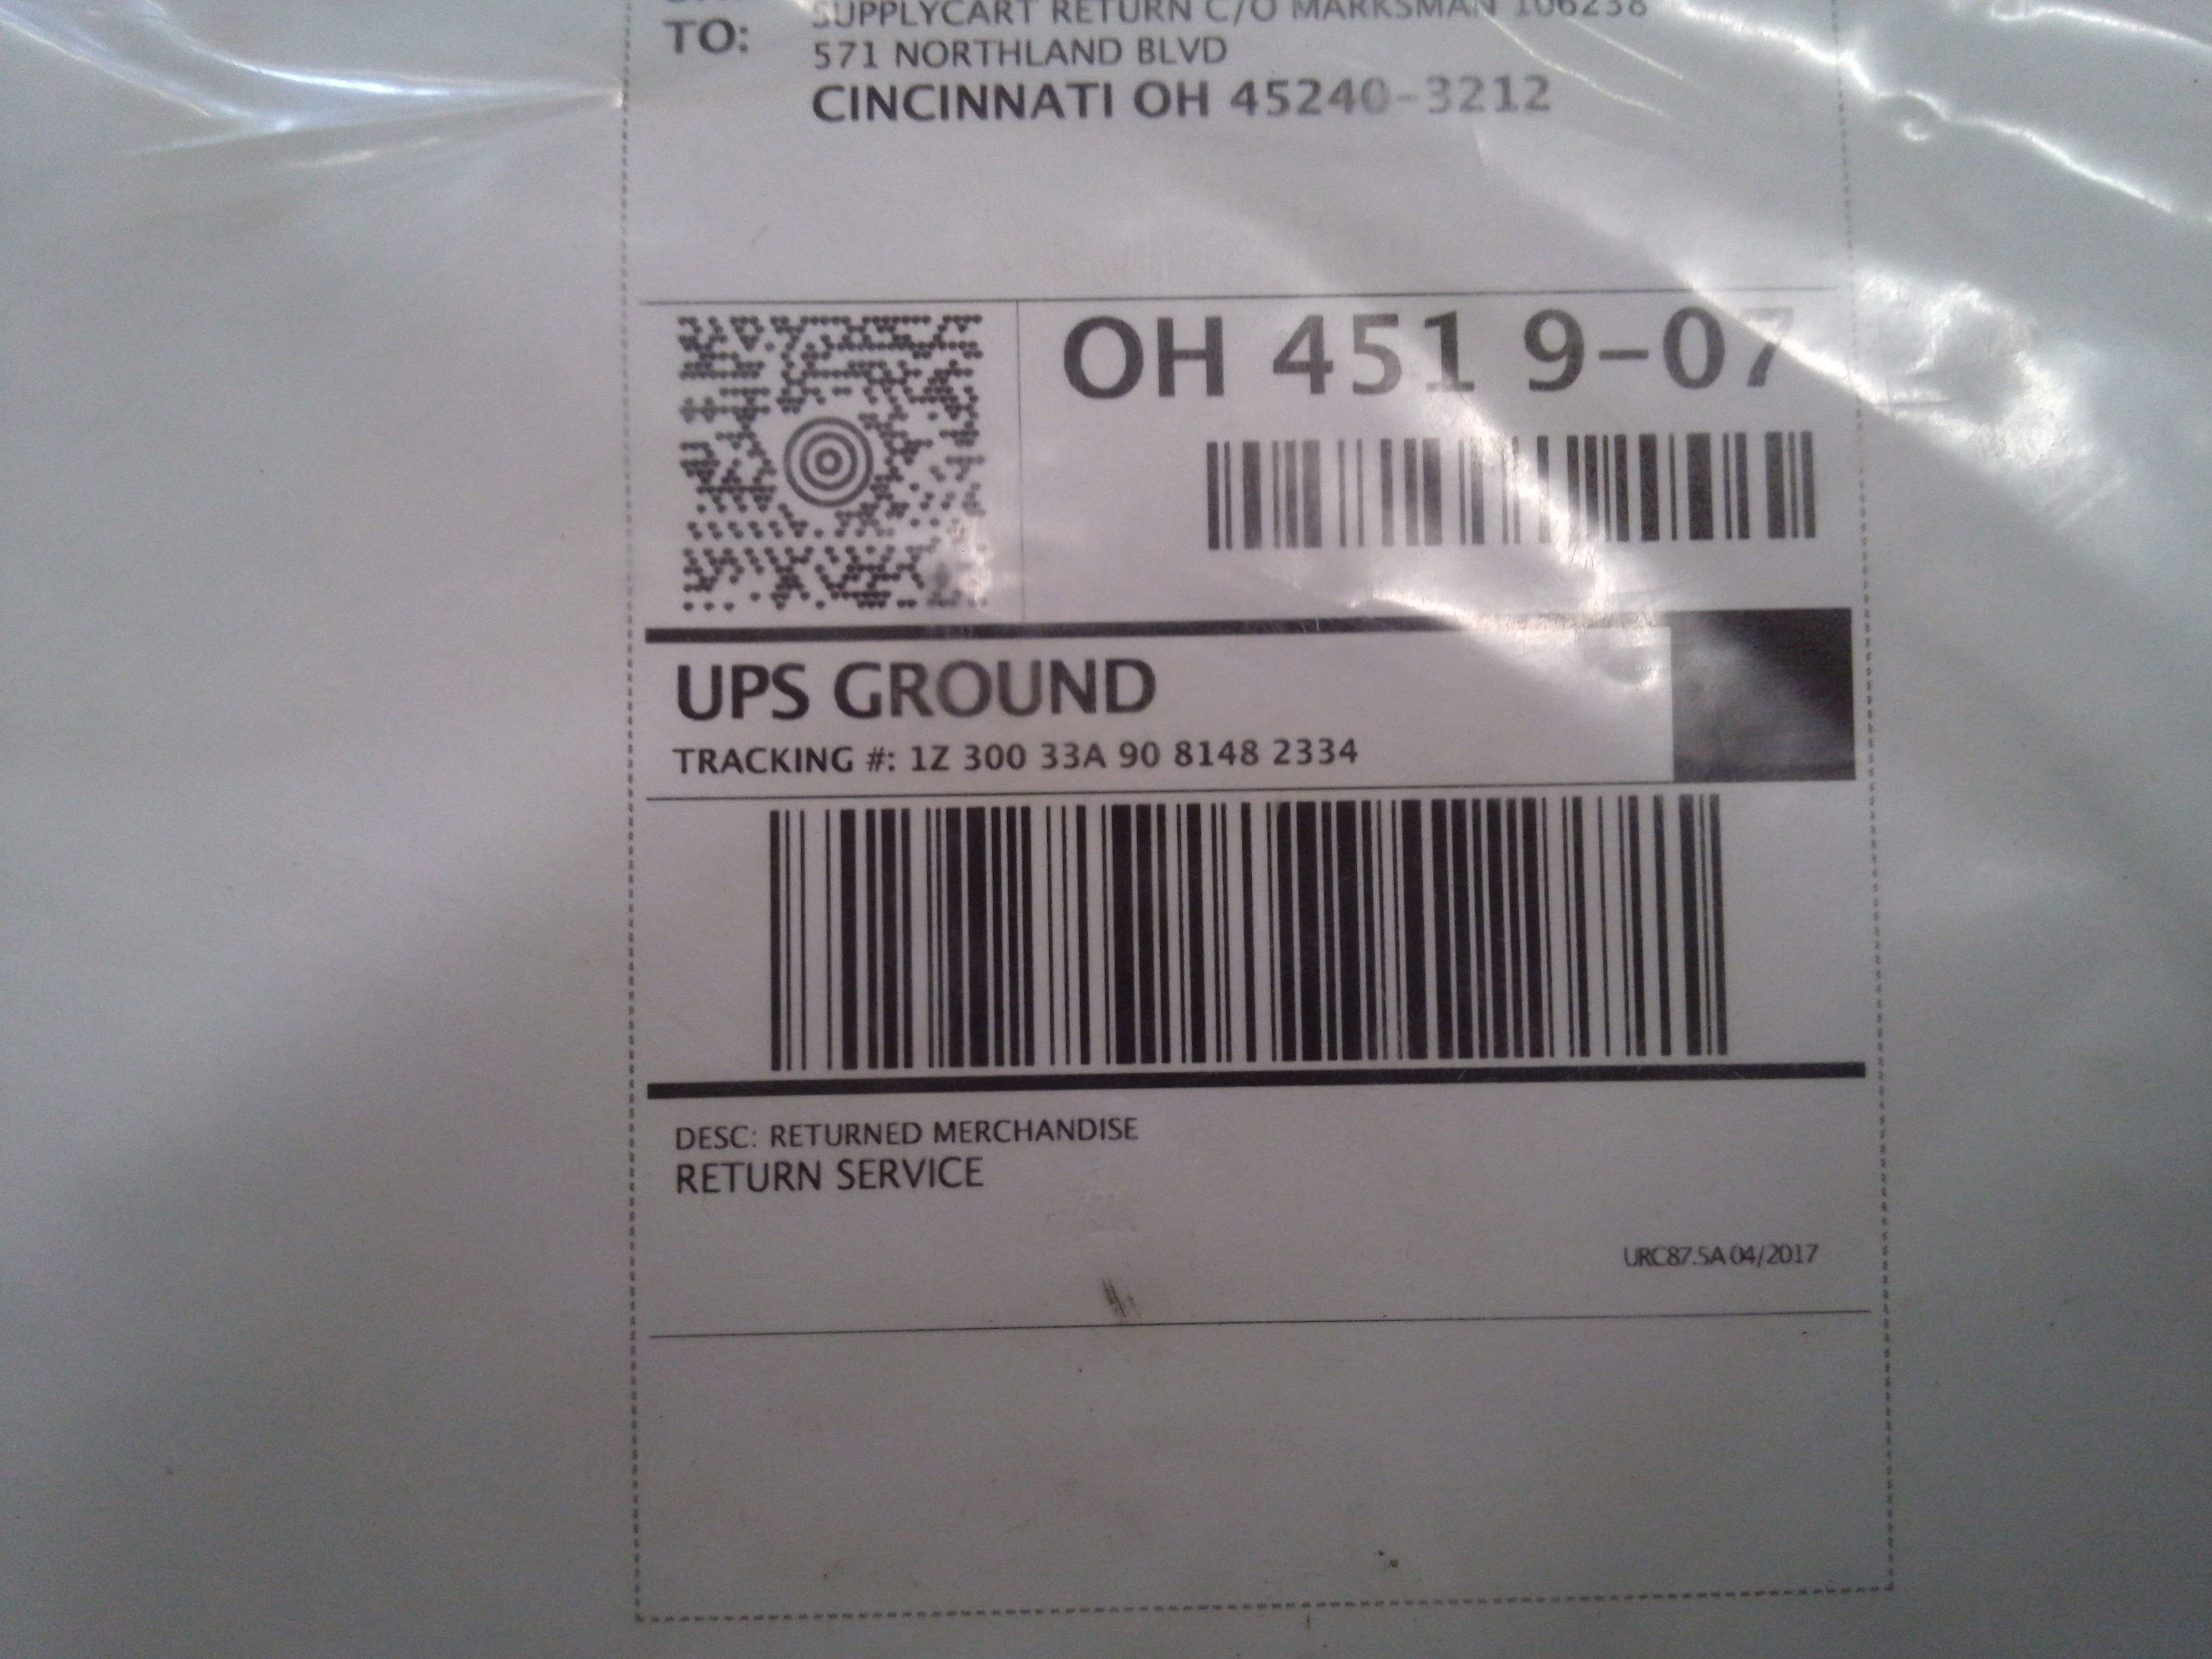 TO:
SUPPLYCART RETURN C/O MARKSMAN 106238
571 NORTHLAND BLVD
CINCINNATI OH 45240-3212
OH 451 9-07
UPS GROUND
TRACKING #: 1Z 300 33A 90 8148 2334
DESC: RETURNED MERCHANDISE
RETURN SERVICE
URC87.5A 04/2017